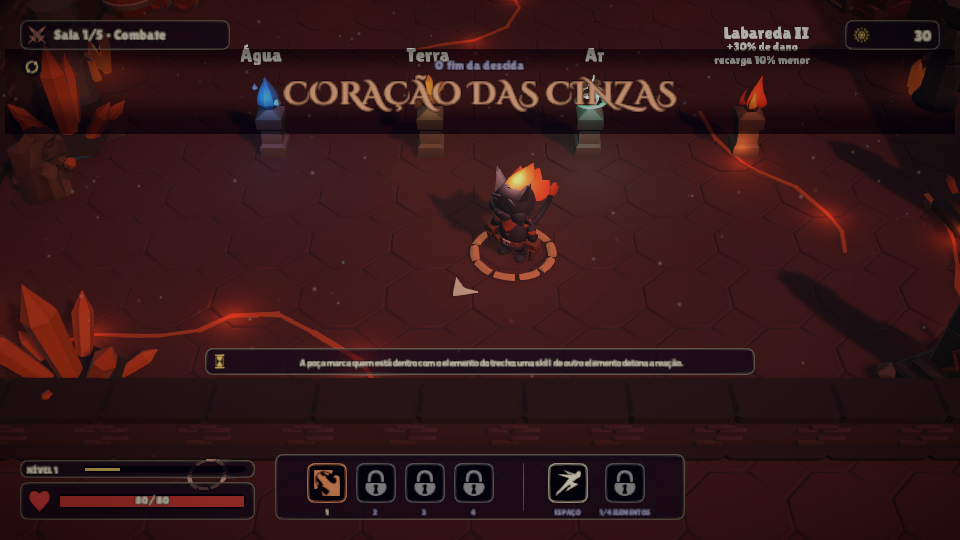 Sala 1/5 - Combate
Labareda II
30
+30% de dano
recarga 10% menor
Água
Terra
Ar
O fim da descida
CORAÇÃO DAS CINZAS
A poça marca quem está dentro com o elemento do trecho; uma skill de outro elemento detona a reação.
NÍVEL 1
80/80
1
2
3
4
ESPAÇO
1/4 ELEMENTOS